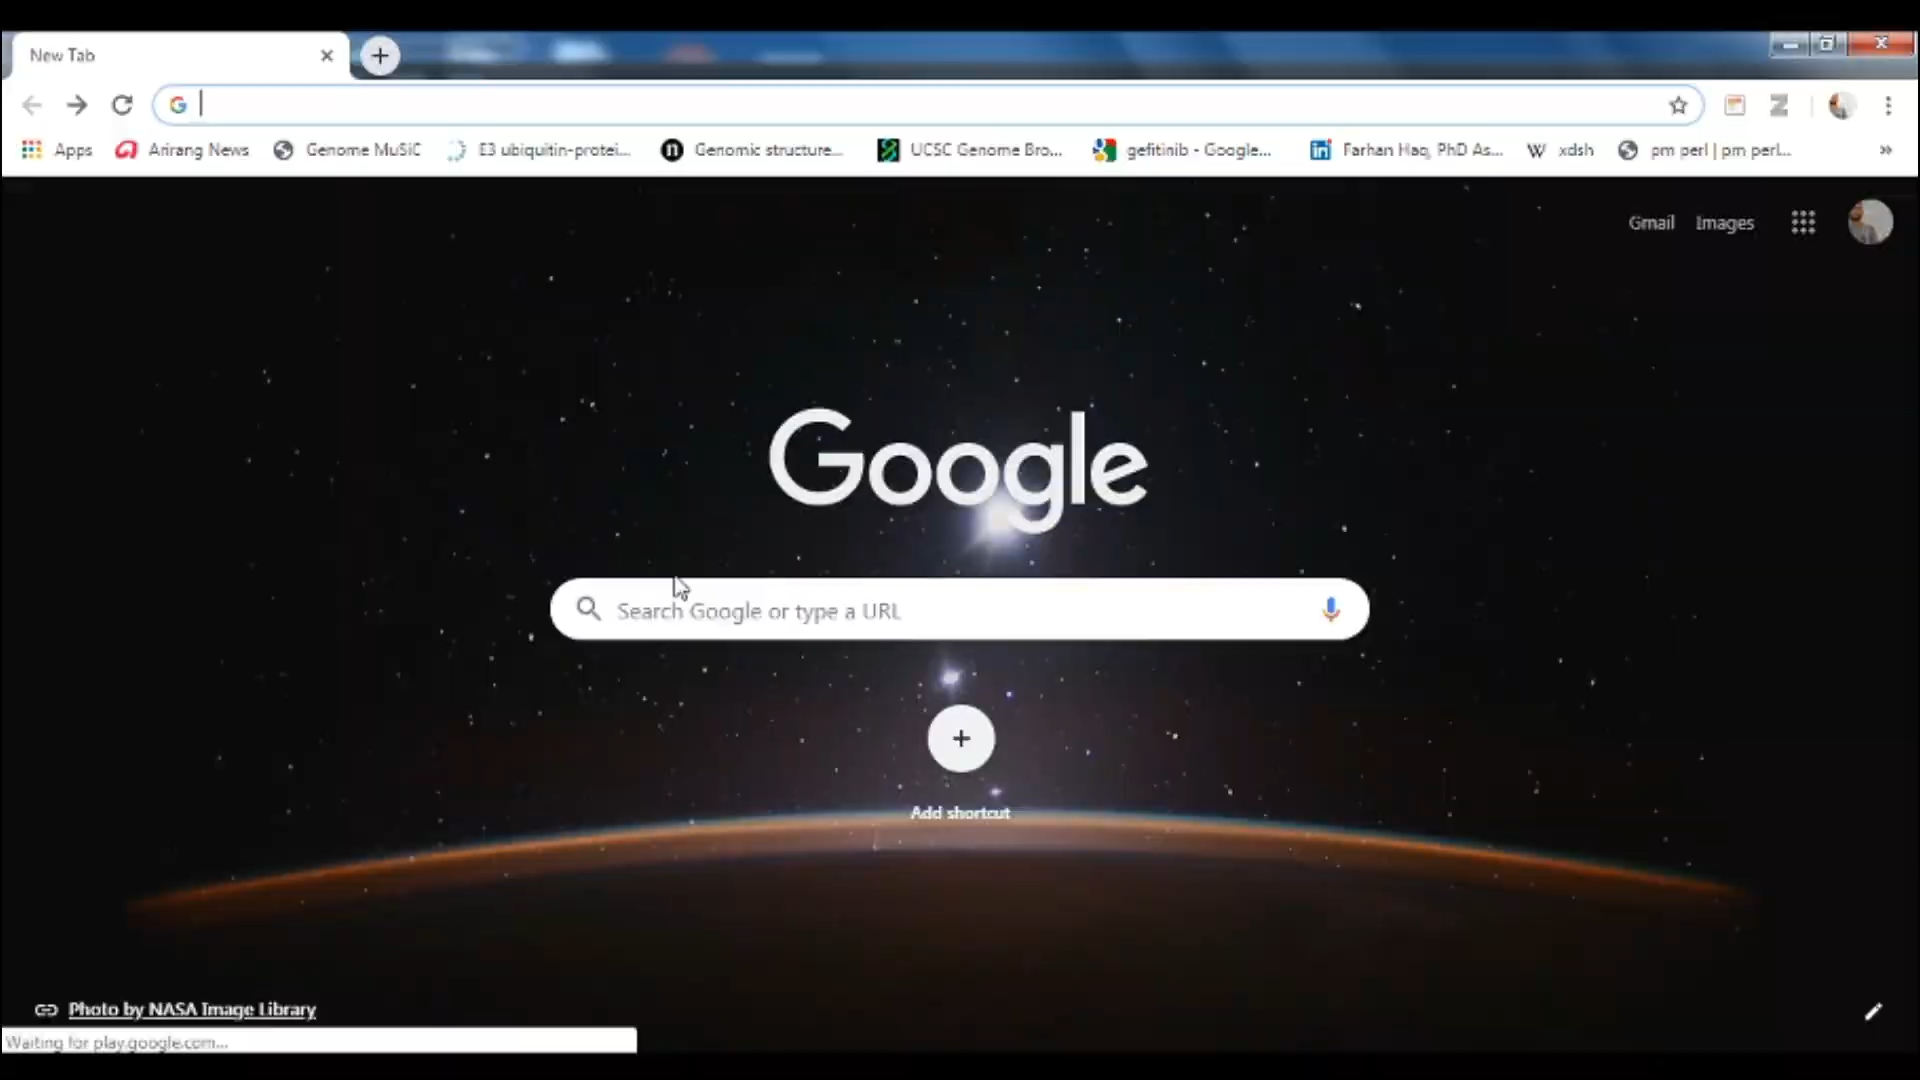 New Tab
Apps Arirang News Genome MuSiC E3 ubiquitin-protei... Genomic structure... UCSC Genome Bro... gefitinib - Google... Farhan Haq, PhD As... xdsh pm perl | pm perl...
Gmail Images
Google
Search Google or type a URL
Add shortcut
Photo by NASA Image Library
Waiting for play.google.com...